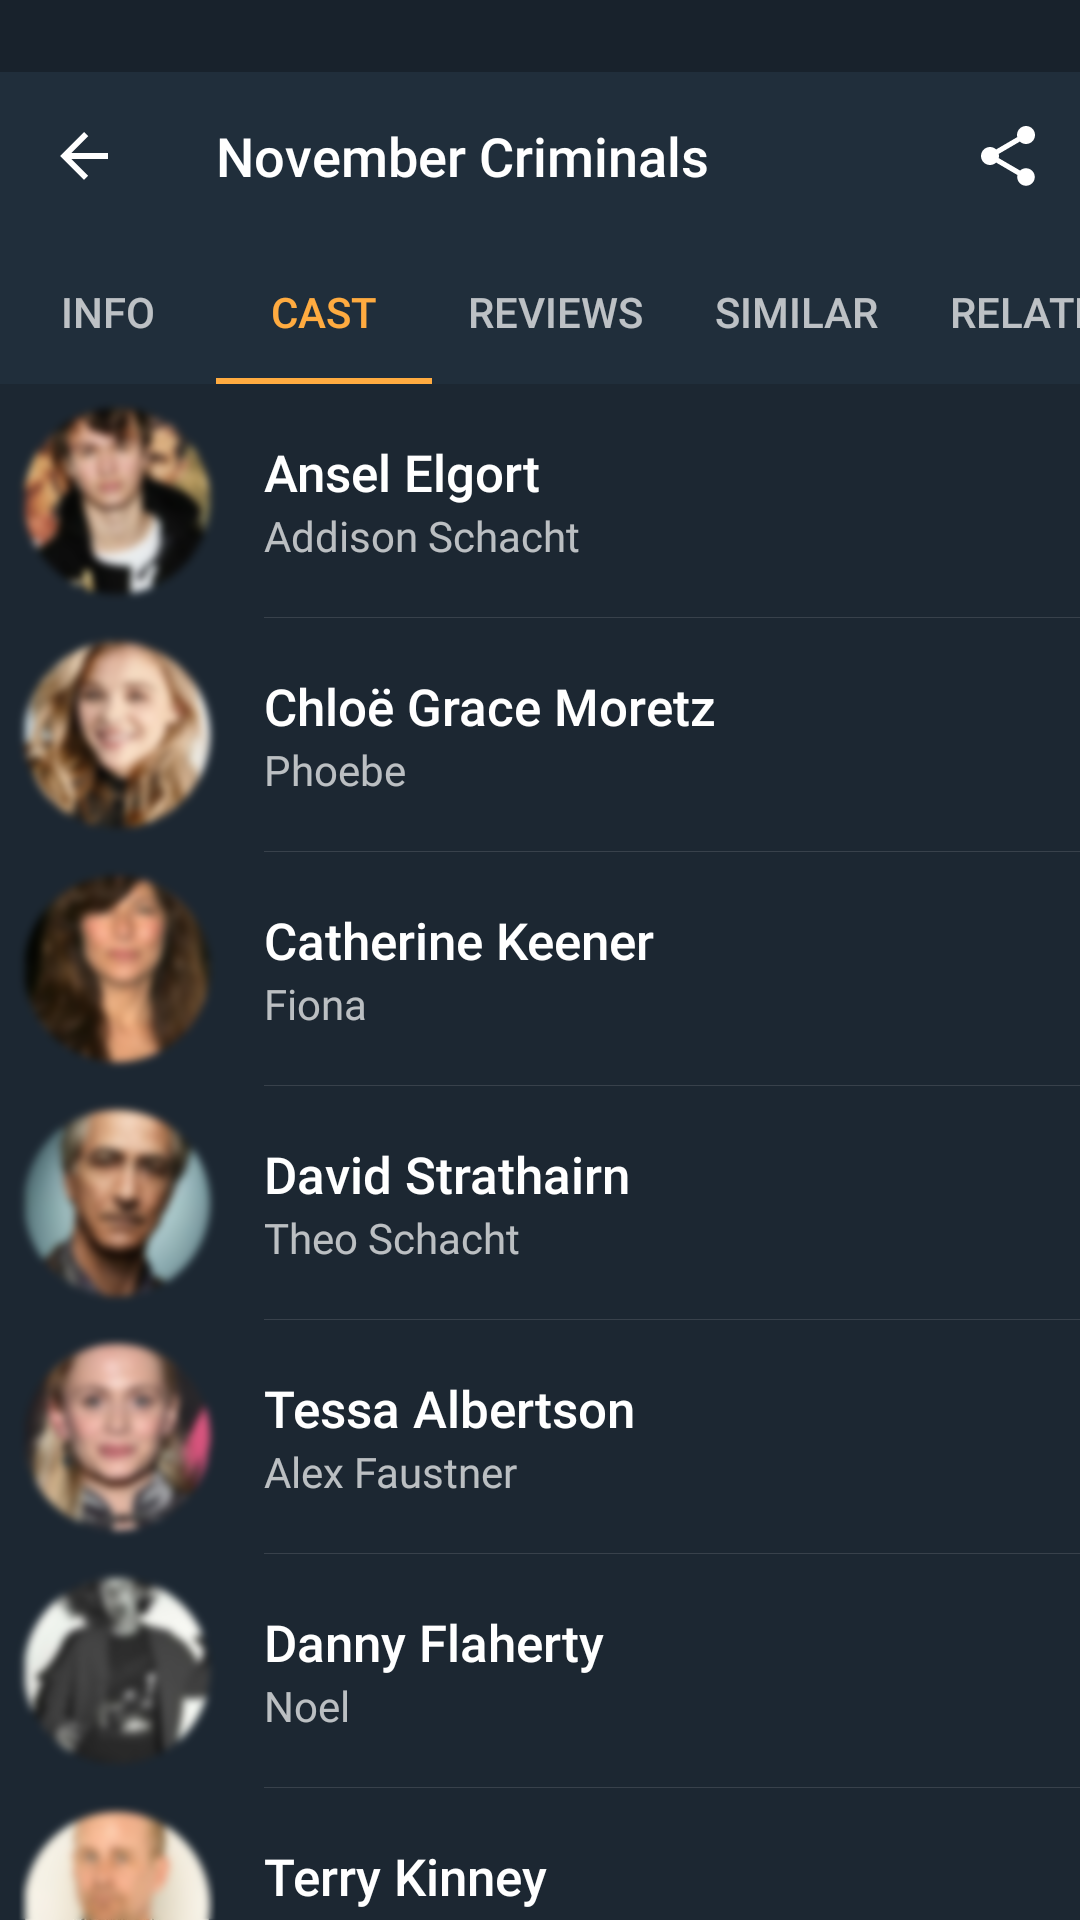 November Criminals
INFO CAST REVIEWS SIMILAR RELATI
Ansel Elgort
Addison Schacht
Chloë Grace Moretz
Phoebe
Catherine Keener
Fiona
David Strathairn
Theo Schacht
Tessa Albertson
Alex Faustner
Danny Flaherty
Noel
Terry Kinney